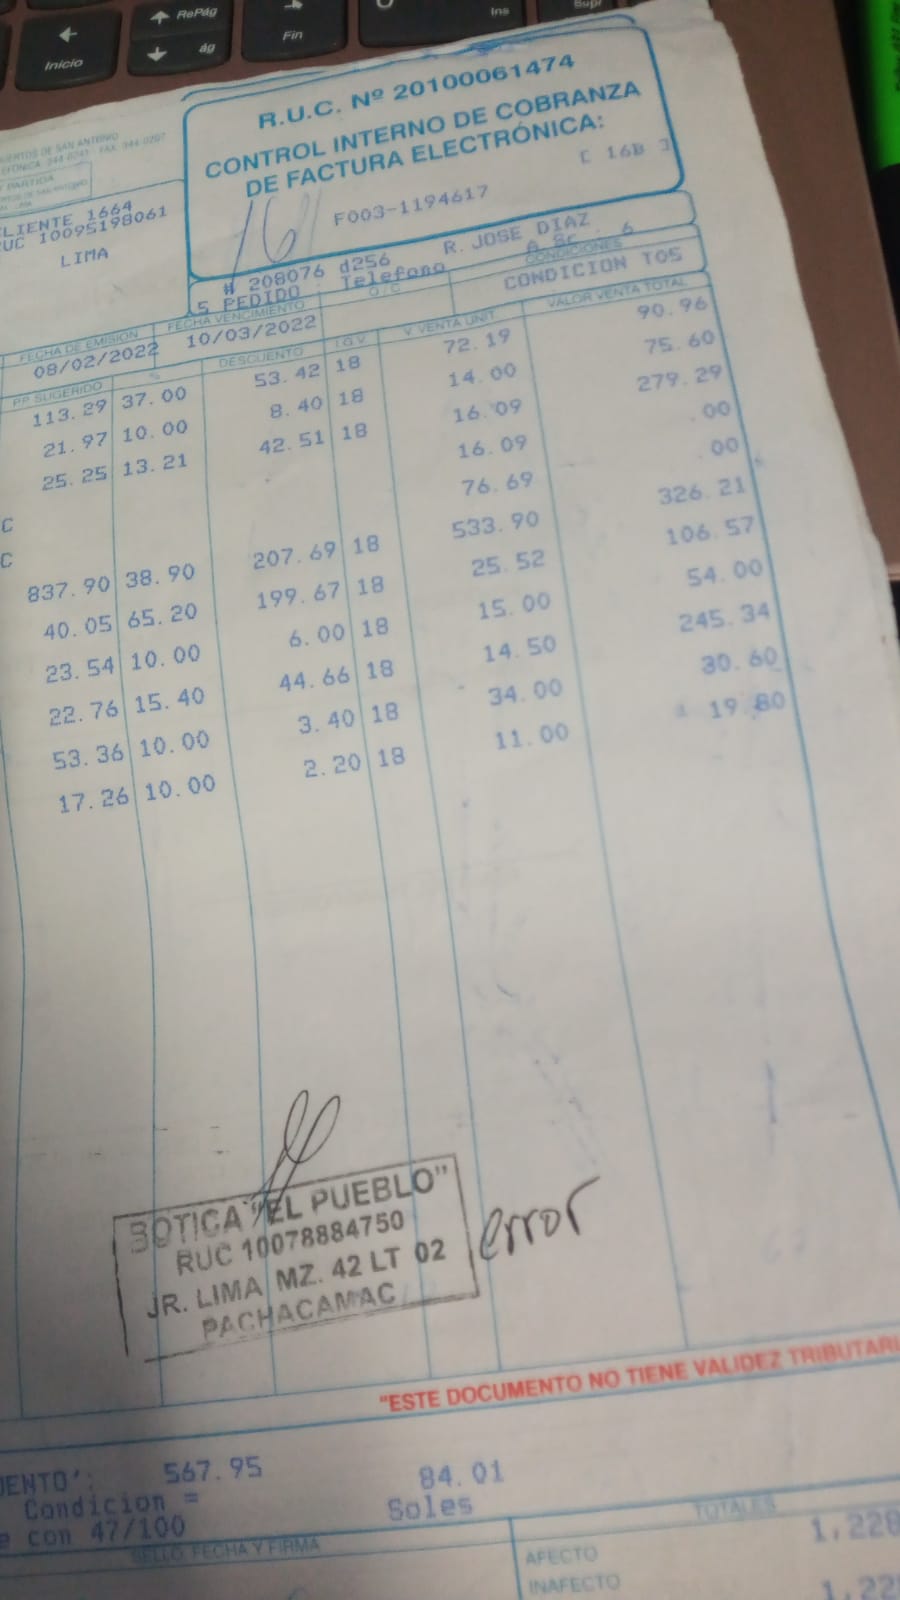 RePág
Inicio
ág
Fin
Ins
Supr
R.U.C. Nº 20100061474
CONTROL INTERNO DE COBRANZA
DE FACTURA ELECTRÓNICA:
[ 16B ]
F003-1194617
161
CLIENTE 1664
RUC 10095198061
LIMA
# 208076 d256 R. JOSE DIAZ
PEDIDO : Telefono
CONDICIONES
FECHA DE EMISIÓN FECHA VENCIMIENTO O / C CONDICION T05
08/02/2022 10/03/2022
PP SUGERIDO % DESCUENTO I.G.V. V. VENTA UNIT. VALOR VENTA TOTAL
113.29 37.00 53.42 18 72.19 90.96
21.97 10.00 8.40 18 14.00 75.60
25.25 13.21 42.51 18 16.09 279.29
C 16.09 .00
C 76.69 .00
837.90 38.90 207.69 18 533.90 326.21
40.05 65.20 199.67 18 25.52 106.57
23.54 10.00 6.00 18 15.00 54.00
22.76 15.40 44.66 18 14.50 245.34
53.36 10.00 3.40 18 34.00 30.60
17.26 10.00 2.20 18 11.00 19.80
BOTICA "EL PUEBLO"
RUC 10078884750
JR. LIMA MZ. 42 LT 02
PACHACAMAC
error
"ESTE DOCUMENTO NO TIENE VALIDEZ TRIBUTARI
IENTO': 567.95 84.01
Condicion = Soles
e con 47/100
SELLO, FECHA Y FIRMA
TOTALES
AFECTO 1,228
INAFECTO